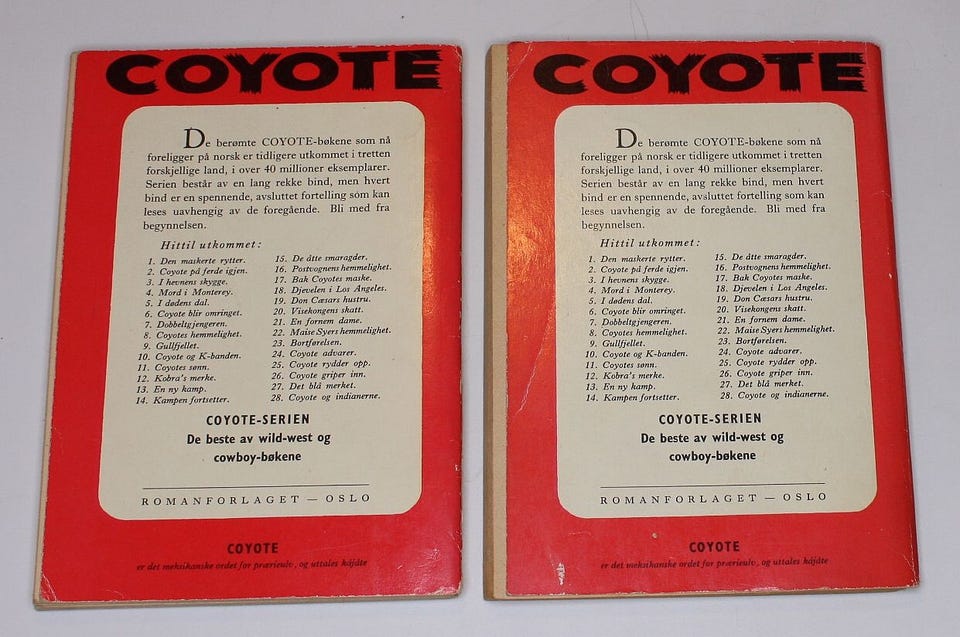 COYOTE
De berømte COYOTE-bøkene som nå
foreligger på norsk er tidligere utkommet i tretten
forskjellige land, i over 40 millioner eksemplarer.
Serien består av en lang rekke bind, men hvert
bind er en spennende, avsluttet fortelling som kan
leses uavhengig av de foregående. Bli med fra
begynnelsen.
Hittil utkommet:
1. Den maskerte rytter.
2. Coyote på ferde igjen.
3. I hevnens skygge.
4. Mord i Monterey.
5. I dødens dal.
6. Coyote blir omringet.
7. Dobbeltgjengeren.
8. Coyotes hemmelighet.
9. Gullfjellet.
10. Coyote og K-banden.
11. Coyotes sønn.
12. Kobra's merke.
13. En ny kamp.
14. Kampen fortsetter.
15. De åtte smaragder.
16. Postvognens hemmelighet.
17. Bak Coyotes maske.
18. Djevelen i Los Angeles.
19. Don Cæsars hustru.
20. Visekongens skatt.
21. En fornem dame.
22. Maise Syers hemmelighet.
23. Bortførelsen.
24. Coyote advarer.
25. Coyote rydder opp.
26. Coyote griper inn.
27. Det blå merket.
28. Coyote og indianerne.
COYOTE-SERIEN
De beste av wild-west og
cowboy-bøkene
ROMANFORLAGET — OSLO
COYOTE
er det meksikanske ordet for prærieulv, og uttales kåjåte
COYOTE
De berømte COYOTE-bøkene som nå
foreligger på norsk er tidligere utkommet i tretten
forskjellige land, i over 40 millioner eksemplarer.
Serien består av en lang rekke bind, men hvert
bind er en spennende, avsluttet fortelling som kan
leses uavhengig av de foregående. Bli med fra
begynnelsen.
Hittil utkommet:
1. Den maskerte rytter.
2. Coyote på ferde igjen.
3. I hevnens skygge.
4. Mord i Monterey.
5. I dødens dal.
6. Coyote blir omringet.
7. Dobbeltgjengeren.
8. Coyotes hemmelighet.
9. Gullfjellet.
10. Coyote og K-banden.
11. Coyotes sønn.
12. Kobra's merke.
13. En ny kamp.
14. Kampen fortsetter.
15. De åtte smaragder.
16. Postvognens hemmelighet.
17. Bak Coyotes maske.
18. Djevelen i Los Angeles.
19. Don Cæsars hustru.
20. Visekongens skatt.
21. En fornem dame.
22. Maise Syers hemmelighet.
23. Bortførelsen.
24. Coyote advarer.
25. Coyote rydder opp.
26. Coyote griper inn.
27. Det blå merket.
28. Coyote og indianerne.
COYOTE-SERIEN
De beste av wild-west og
cowboy-bøkene
ROMANFORLAGET — OSLO
COYOTE
er det meksikanske ordet for prærieulv, og uttales kåjåte